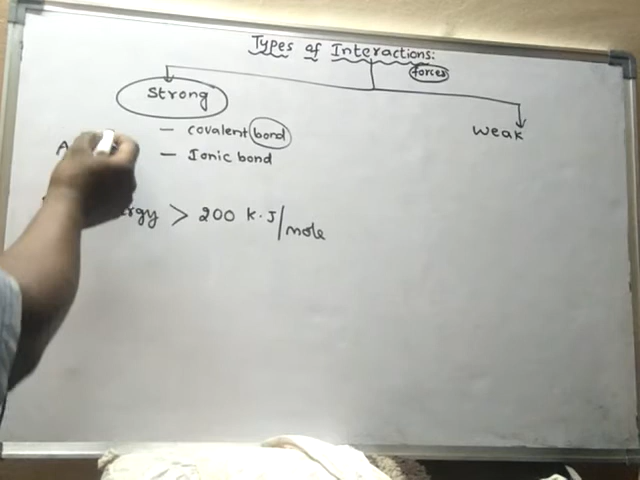 Types of Interactions:
forces
Strong
Weak
– covalent bond
– Ionic bond
> 200 k.J/mole